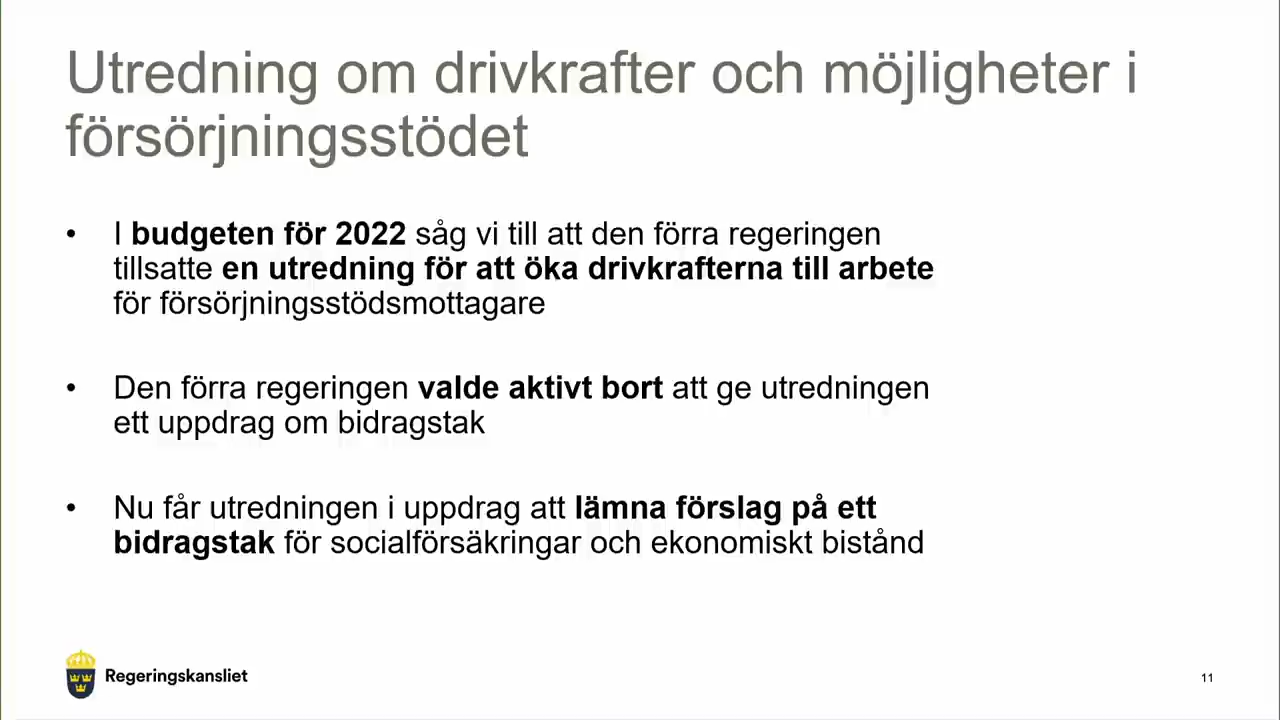 Utredning om drivkrafter och möjligheter i
försörjningsstödet
• I budgeten för 2022 såg vi till att den förra regeringen
tillsatte en utredning för att öka drivkrafterna till arbete
för försörjningsstödsmottagare
• Den förra regeringen valde aktivt bort att ge utredningen
ett uppdrag om bidragstak
• Nu får utredningen i uppdrag att lämna förslag på ett
bidragstak för socialförsäkringar och ekonomiskt bistånd
Regeringskansliet
11